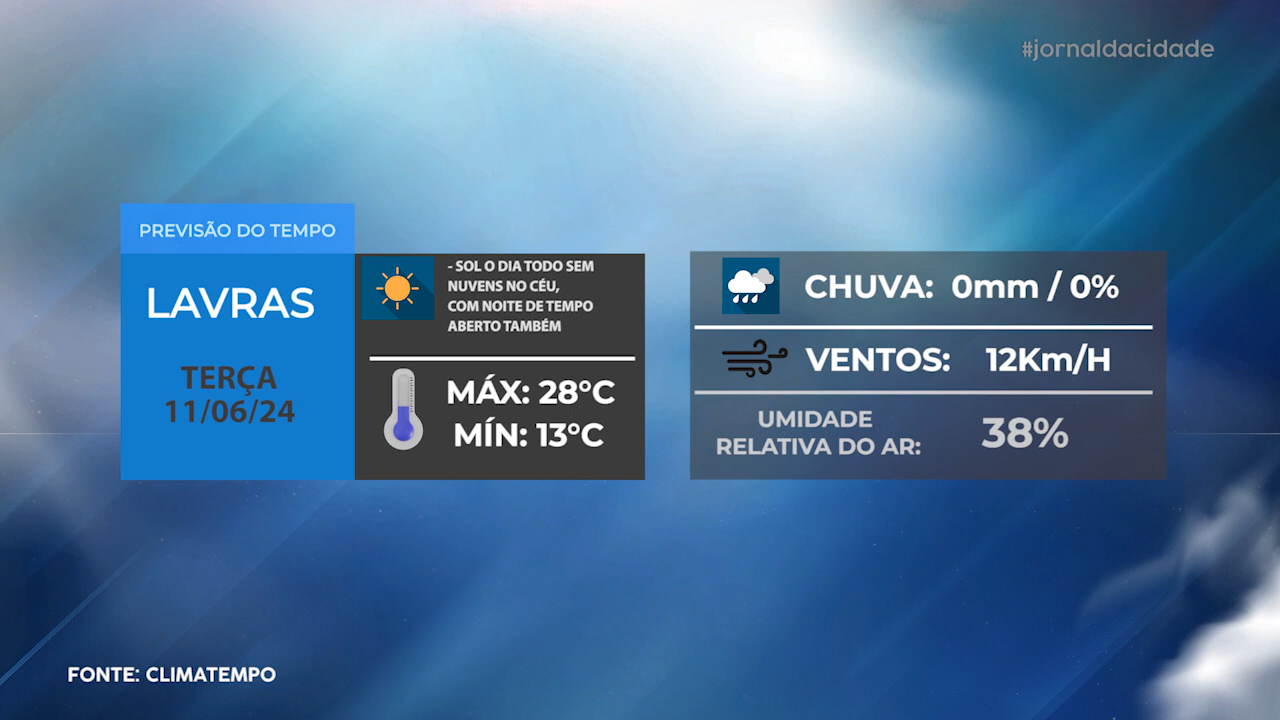 #jornaldacidade
PREVISÃO DO TEMPO
LAVRAS
TERÇA
11/06/24
- SOL O DIA TODO SEM
NUVENS NO CÉU,
COM NOITE DE TEMPO
ABERTO TAMBÉM
MÁX: 28°C
MÍN: 13°C
CHUVA: 0mm / 0%
VENTOS: 12Km/H
UMIDADE
RELATIVA DO AR: 38%
FONTE: CLIMATEMPO